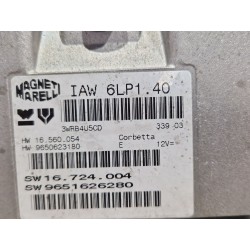 MAGNETI MARELLI
IAW 6LP1.40
3WRB4U5CD 339 03
HW 16.560.054 Corbetta
HW 9650623180 E 12V=
SW16.724.004
SW9651626280